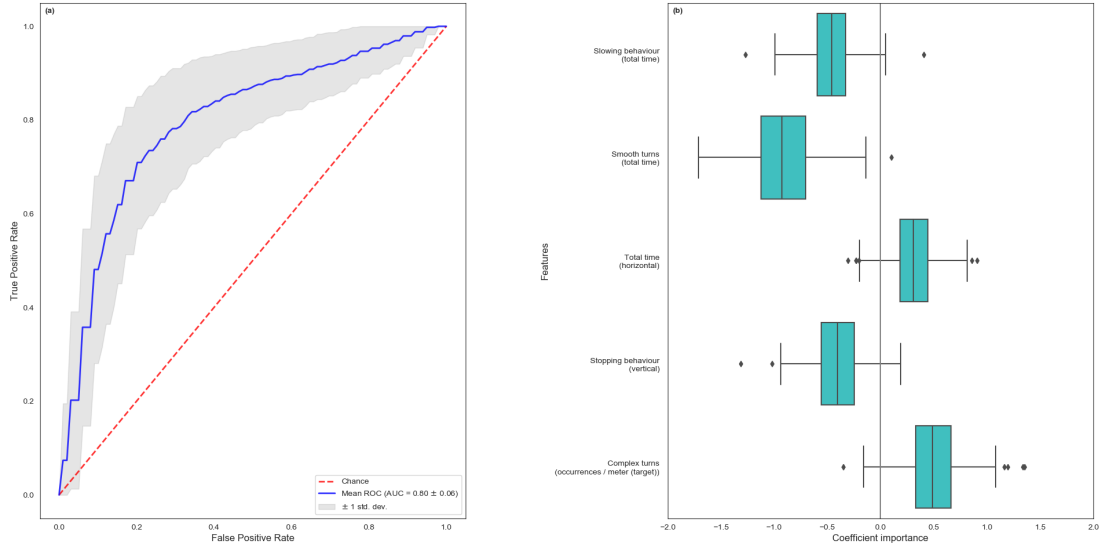 (a)
1.0
0.8
0.6
0.4
0.2
0.0
True Positive Rate
0.0
0.2
0.4
0.6
0.8
1.0
False Positive Rate
Chance
Mean ROC (AUC = 0.80 ± 0.06)
± 1 std. dev.
(b)
Features
Slowing behaviour
(total time)
Smooth turns
(total time)
Total time
(horizontal)
Stopping behaviour
(vertical)
Complex turns
(occurrences / meter (target))
−2.0
−1.5
−1.0
−0.5
0.0
0.5
1.0
1.5
2.0
Coefficient importance